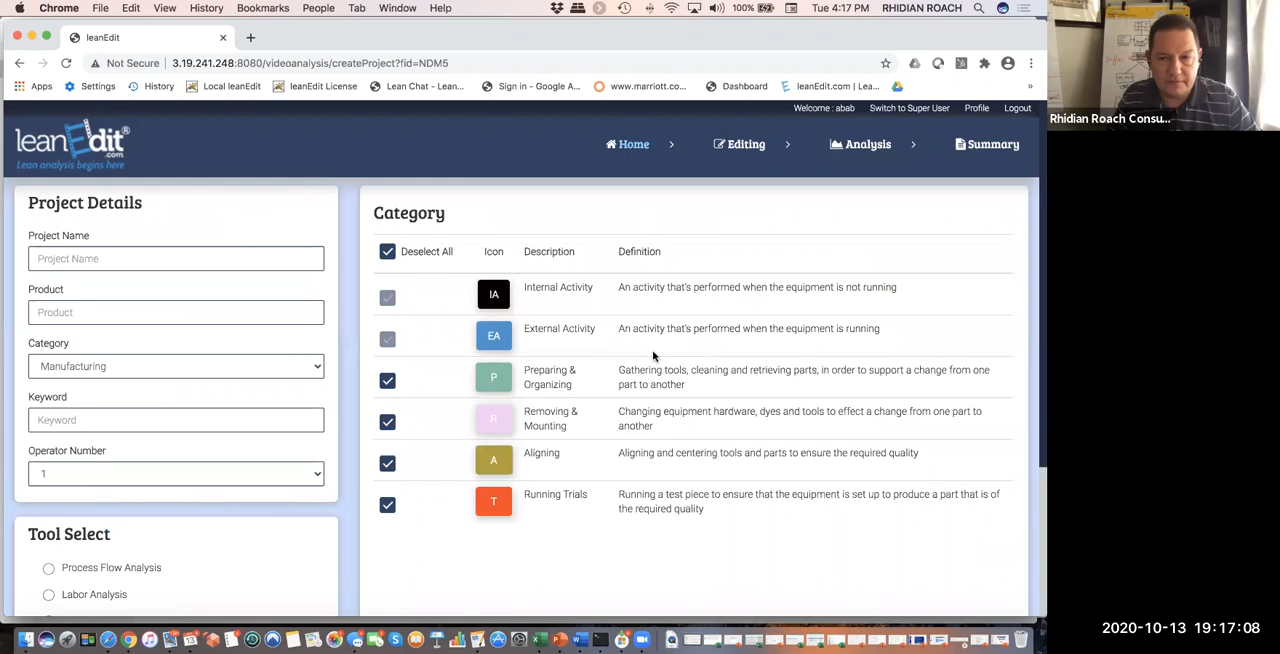 Chrome File Edit View History Bookmarks People Tab Window Help 100% Tue 4:17 PM RHIDIAN ROACH
leanEdit
Not Secure | 3.19.241.248:8080/videoanalysis/createProject?fid=NDM5
Apps Settings History Local leanEdit leanEdit License Lean Chat - Lean... Sign in - Google A... www.marriott.co... Dashboard leanEdit.com | Lea... »
Welcome : abab Switch to Super User Profile Logout
leanEdit®
.com
Lean analysis begins here
Home Editing Analysis Summary
Project Details
Project Name
Project Name
Product
Product
Category
Manufacturing
Keyword
Keyword
Operator Number
1
Tool Select
Process Flow Analysis
Labor Analysis
Category
Deselect All Icon Description Definition
IA Internal Activity An activity that's performed when the equipment is not running
EA External Activity An activity that's performed when the equipment is running
P Preparing & Gathering tools, cleaning and retrieving parts, in order to support a change from one
Organizing part to another
R Removing & Changing equipment hardware, dyes and tools to effect a change from one part to
Mounting another
A Aligning Aligning and centering tools and parts to ensure the required quality
T Running Trials Running a test piece to ensure that the equipment is set up to produce a part that is of
the required quality
Rhidian Roach Consu...
2020-10-13 19:17:08